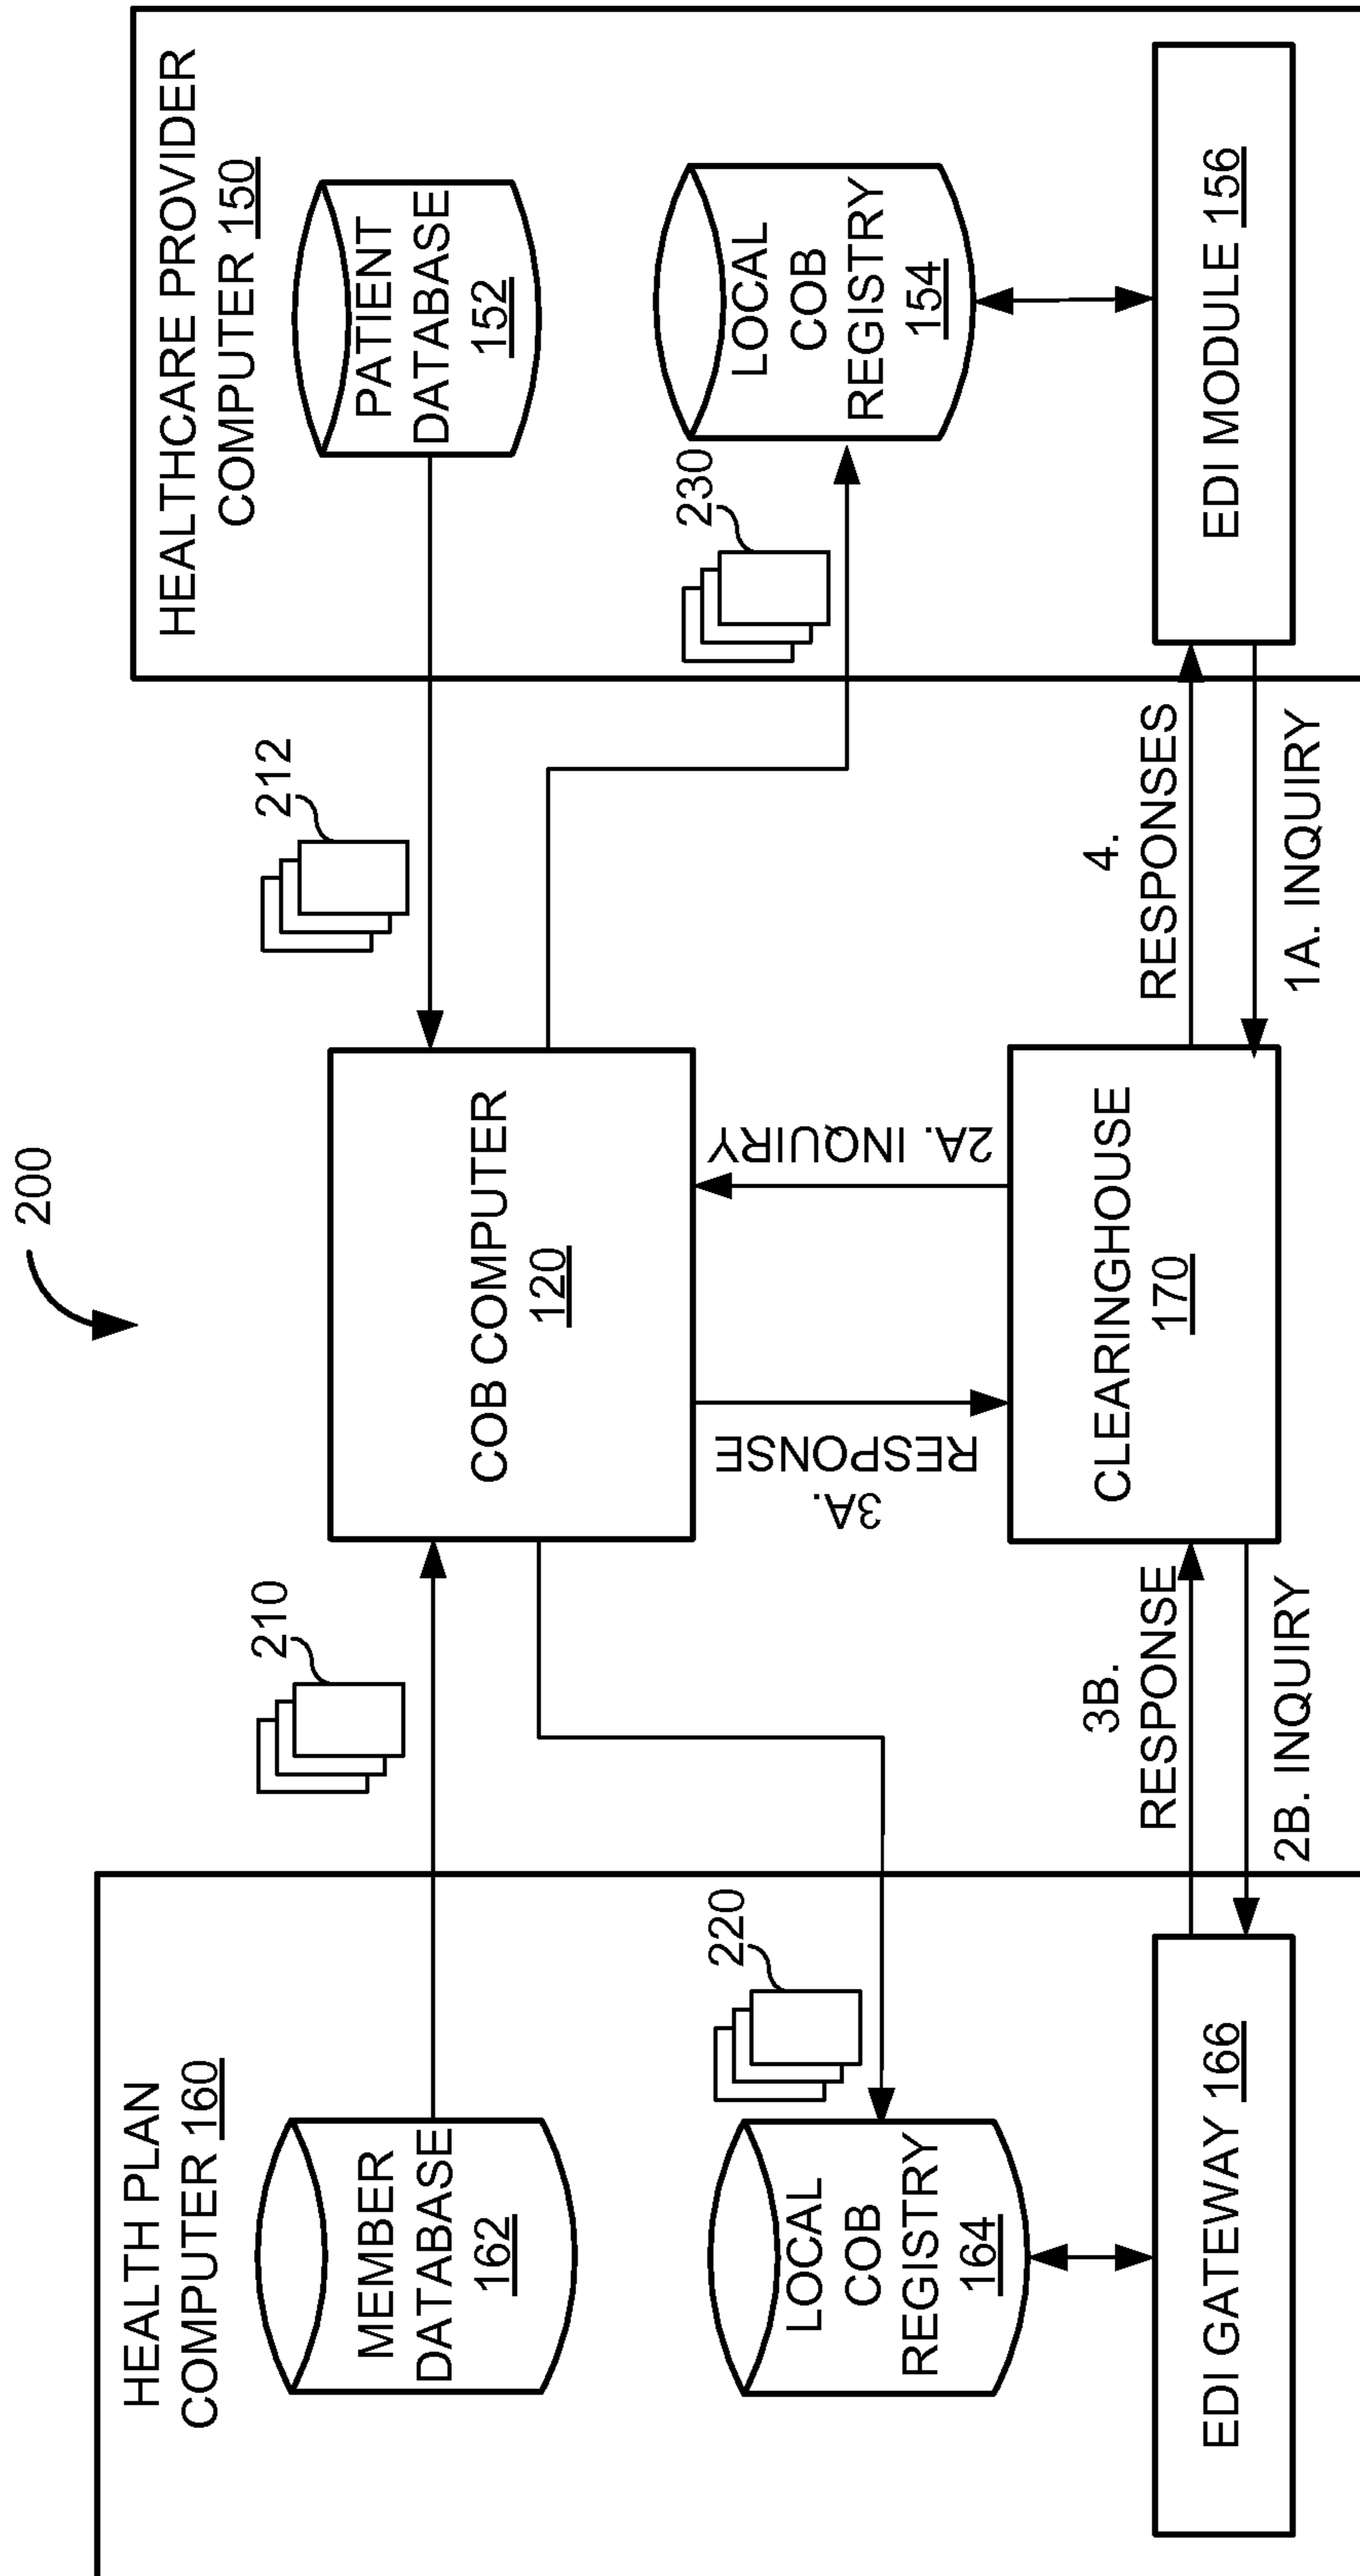 200
HEALTH PLAN
COMPUTER 160
MEMBER
DATABASE
162
LOCAL
COB
REGISTRY
164
EDI GATEWAY 166
210
220
3B.
RESPONSE
2B. INQUIRY
COB COMPUTER
120
3A.
RESPONSE
2A. INQUIRY
CLEARINGHOUSE
170
212
230
4.
RESPONSES
1A. INQUIRY
HEALTHCARE PROVIDER
COMPUTER 150
PATIENT
DATABASE
152
LOCAL
COB
REGISTRY
154
EDI MODULE 156